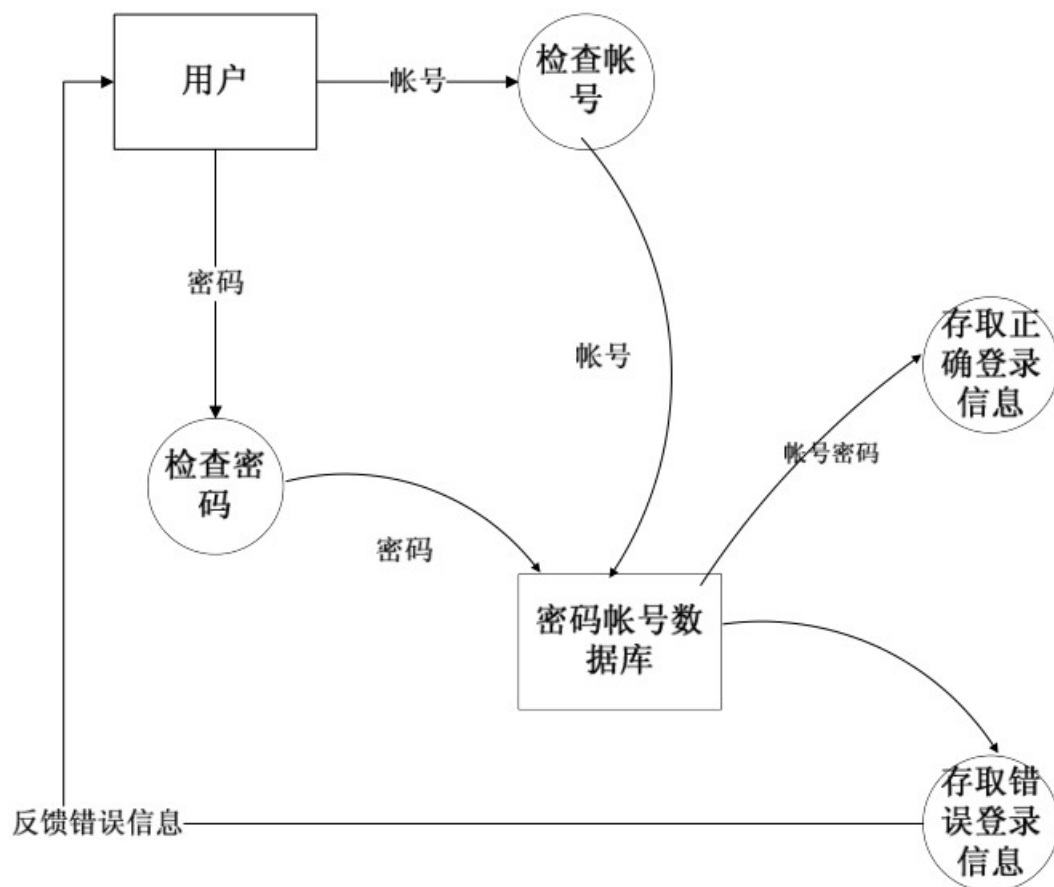 用户
帐号
检查帐
号
密码
帐号
存取正
确登录
信息
帐号密码
检查密
码
密码
密码帐号数
据库
存取错
误登录
信息
反馈错误信息